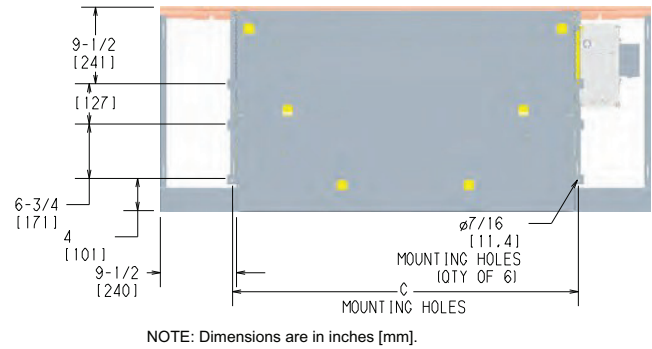 9-1/2
[241]
[127]
6-3/4
[171]
4
[101]
9-1/2
[240]
ø7/16
[11.4]
MOUNTING HOLES
(QTY OF 6)
C
MOUNTING HOLES
NOTE: Dimensions are in inches [mm].